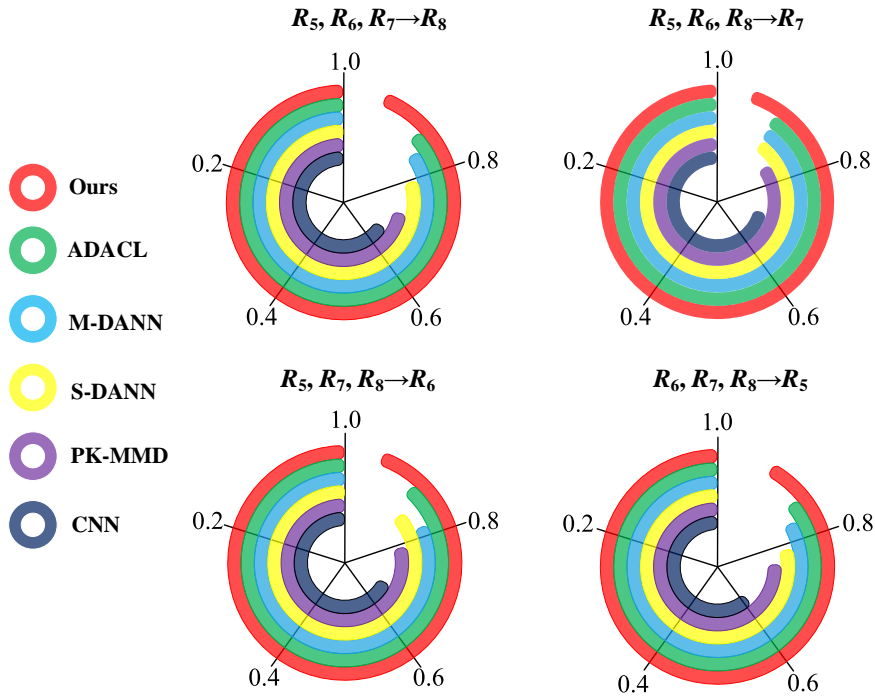 R5, R6, R7→R8
R5, R6, R8→R7
1.0
1.0
0.2
0.8
0.2
0.8
0.4
0.6
0.4
0.6
Ours
ADACL
M-DANN
S-DANN
PK-MMD
CNN
R5, R7, R8→R6
R6, R7, R8→R5
1.0
1.0
0.2
0.8
0.2
0.8
0.4
0.6
0.4
0.6